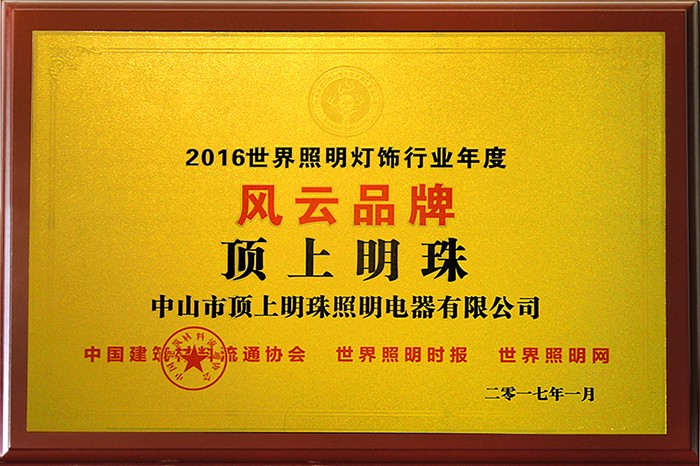 2016世界照明灯饰行业年度
风云品牌
顶上明珠
中山市顶上明珠照明电器有限公司
中国建筑材料流通协会 世界照明时报 世界照明网
二零一七年一月